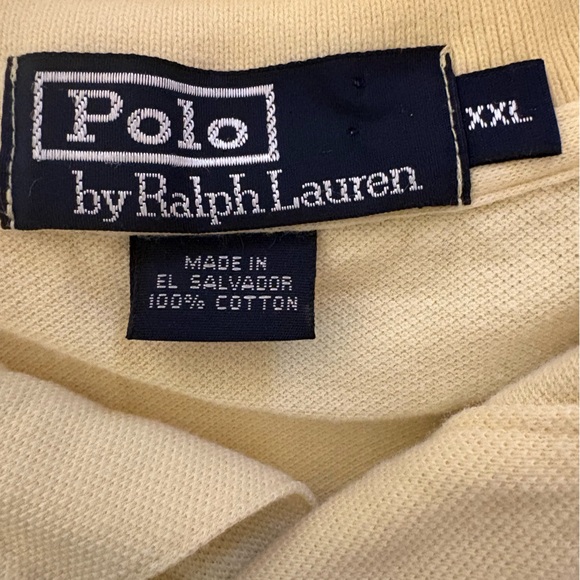 Polo
by Ralph Lauren
XXL
MADE IN
EL SALVADOR
100% COTTON